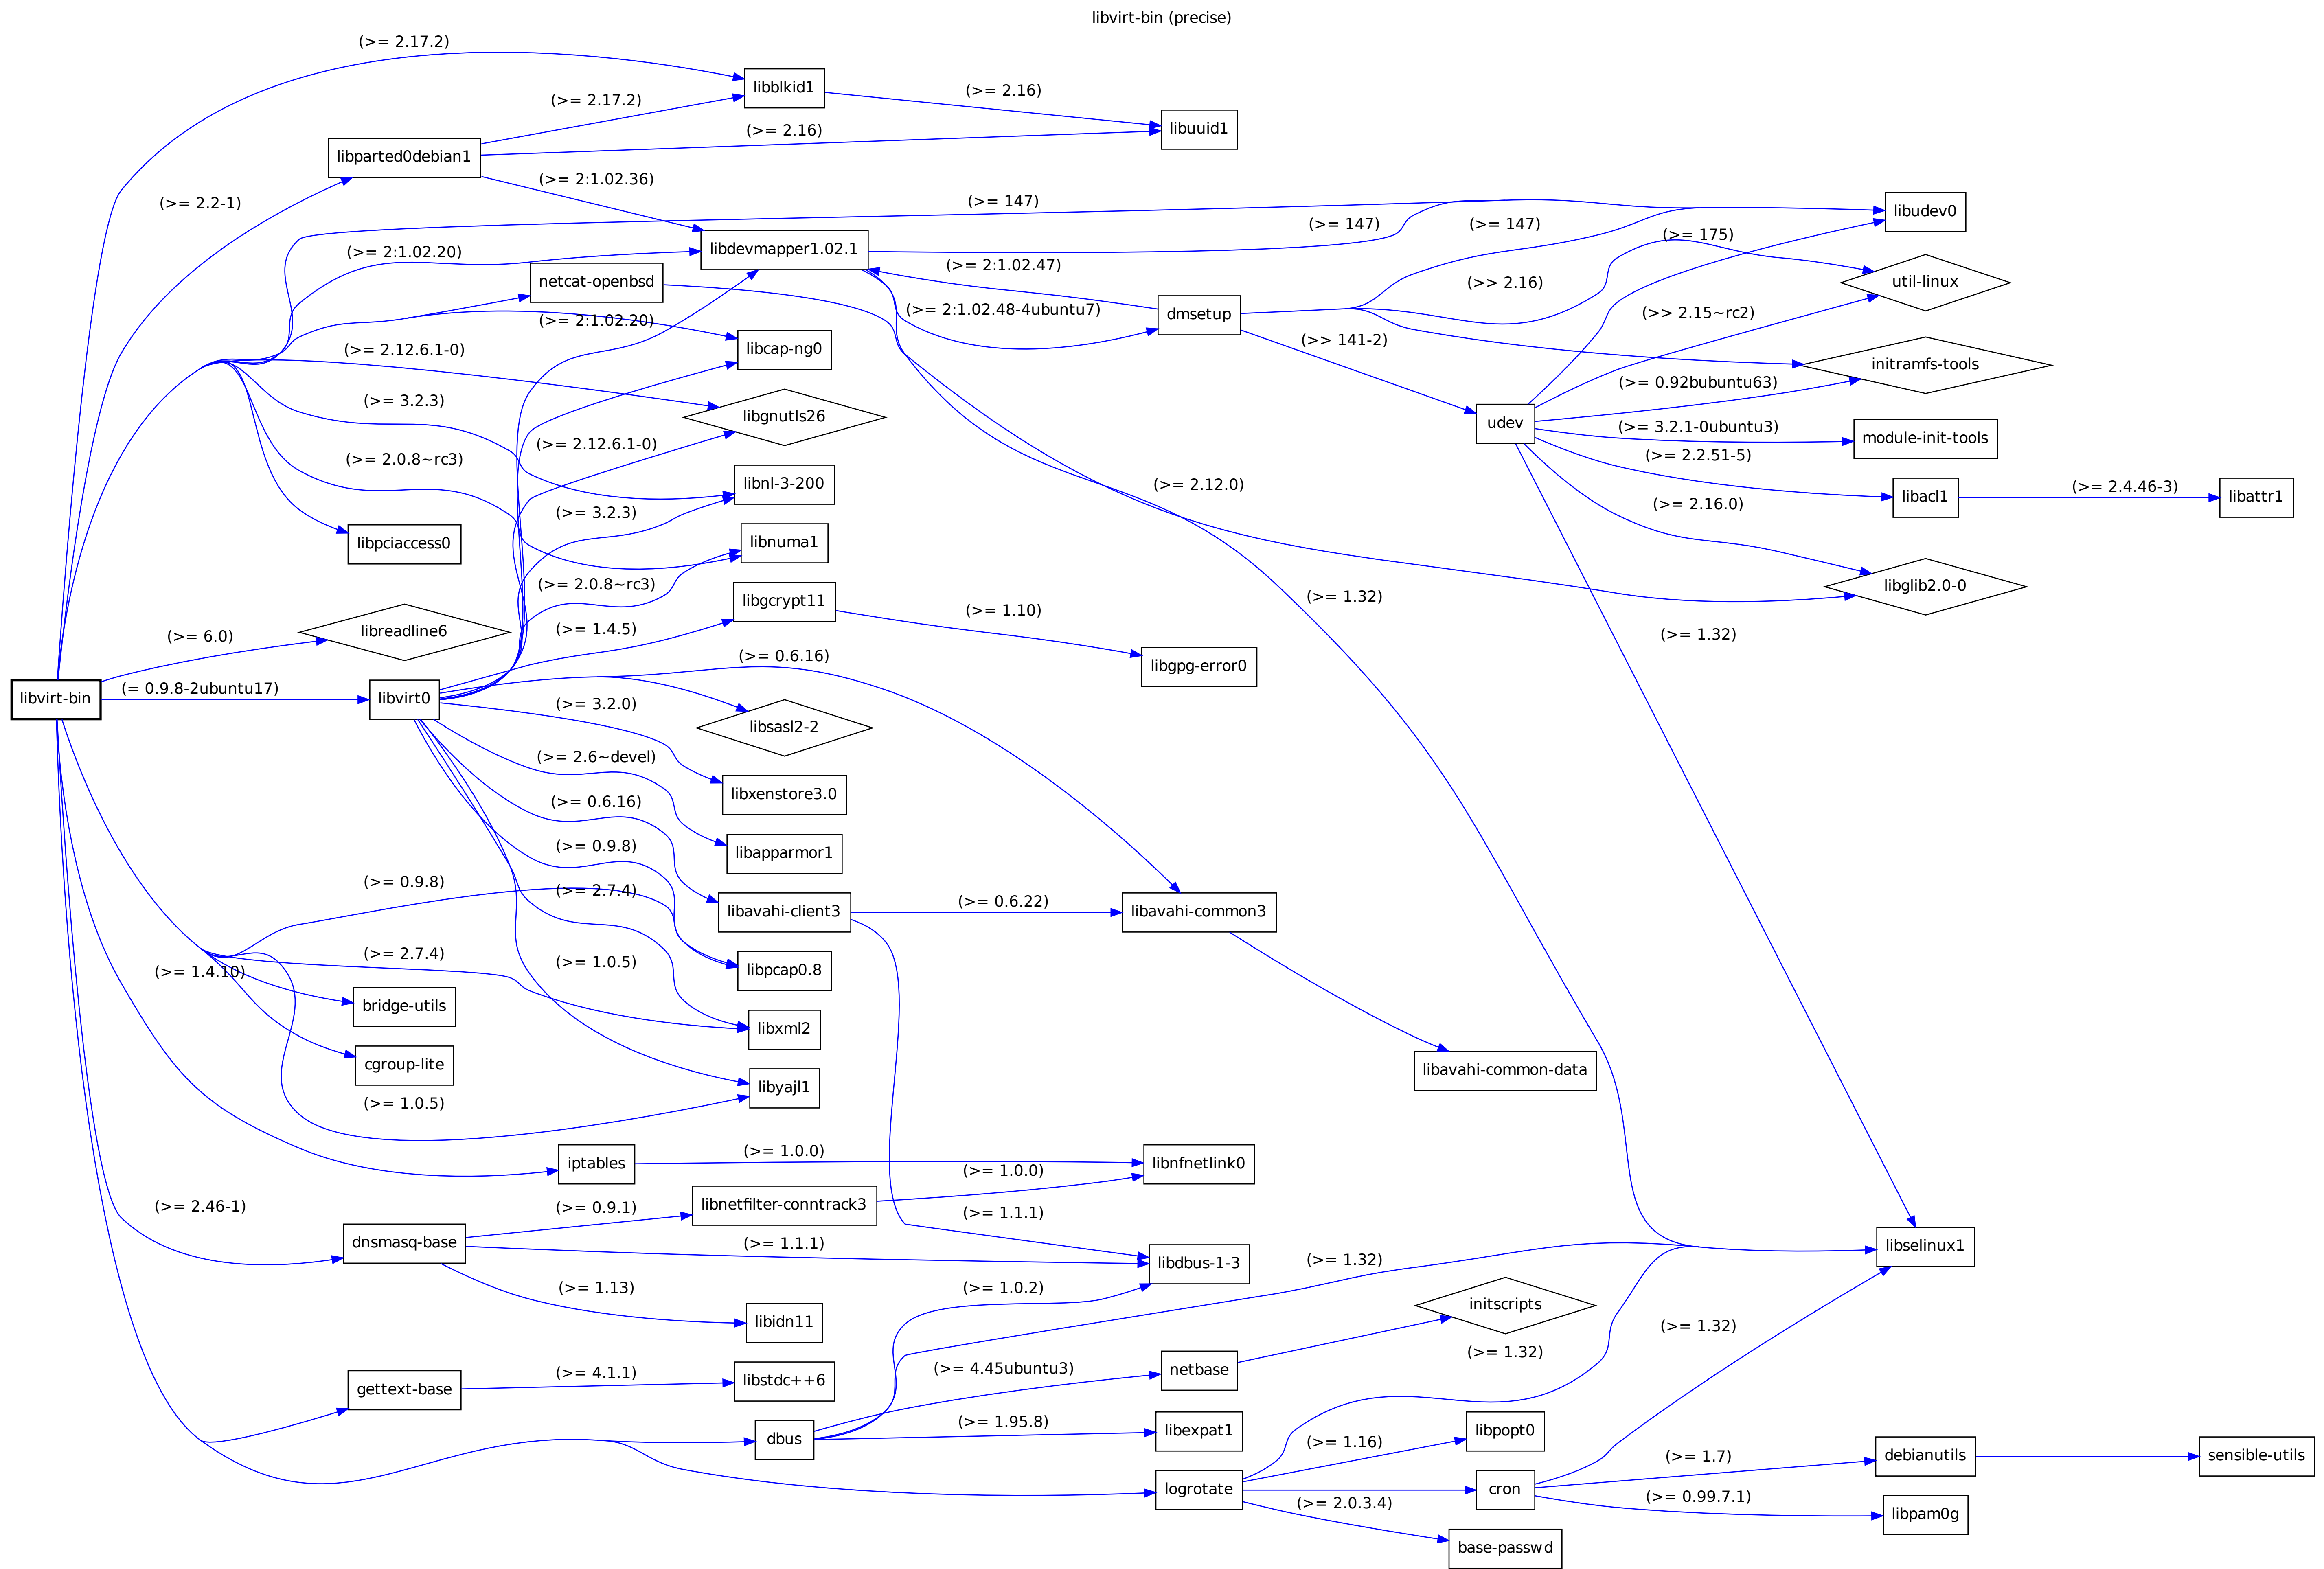 libvirt-bin (precise)
(>= 2.17.2)
libblkid1
(>= 2.16)
(>= 2.17.2)
libuuid1
(>= 2.16)
libparted0debian1
(>= 2:1.02.36)
(>= 2.2-1)
(>= 147)
libudev0
(>= 147)
(>= 147)
(>= 175)
libdevmapper1.02.1
(>= 2:1.02.20)
(>= 2:1.02.47)
netcat-openbsd
util-linux
(>> 2.16)
(>= 2:1.02.48-4ubuntu7)
dmsetup
(>> 2.15~rc2)
(>= 2:1.02.20)
(>> 141-2)
libcap-ng0
(>= 2.12.6.1-0)
initramfs-tools
(>= 0.92bubuntu63)
(>= 3.2.3)
libgnutls26
udev
(>= 3.2.1-0ubuntu3)
module-init-tools
(>= 2.12.6.1-0)
(>= 2.2.51-5)
(>= 2.0.8~rc3)
libnl-3-200
(>= 2.12.0)
(>= 2.4.46-3)
libacl1
libattr1
(>= 2.16.0)
(>= 3.2.3)
libpciaccess0
libnuma1
(>= 2.0.8~rc3)
libglib2.0-0
(>= 1.32)
libgcrypt11
(>= 1.10)
(>= 1.4.5)
libreadline6
(>= 6.0)
(>= 1.32)
(>= 0.6.16)
libgpg-error0
libvirt-bin
(= 0.9.8-2ubuntu17)
libvirt0
(>= 3.2.0)
libsasl2-2
(>= 2.6~devel)
libxenstore3.0
(>= 0.6.16)
(>= 0.9.8)
libapparmor1
(>= 0.9.8)
(>= 2.7.4)
(>= 0.6.22)
libavahi-client3
libavahi-common3
(>= 2.7.4)
(>= 1.0.5)
(>= 1.4.10)
libpcap0.8
bridge-utils
libxml2
cgroup-lite
libavahi-common-data
libyajl1
(>= 1.0.5)
(>= 1.0.0)
iptables
libnfnetlink0
(>= 1.0.0)
(>= 2.46-1)
(>= 0.9.1)
libnetfilter-conntrack3
(>= 1.1.1)
dnsmasq-base
(>= 1.1.1)
libselinux1
libdbus-1-3
(>= 1.32)
(>= 1.13)
(>= 1.0.2)
initscripts
libidn11
(>= 1.32)
(>= 1.32)
(>= 4.45ubuntu3)
netbase
(>= 4.1.1)
libstdc++6
gettext-base
(>= 1.95.8)
libexpat1
libpopt0
dbus
(>= 1.16)
(>= 1.7)
debianutils
sensible-utils
logrotate
cron
(>= 0.99.7.1)
(>= 2.0.3.4)
libpam0g
base-passwd